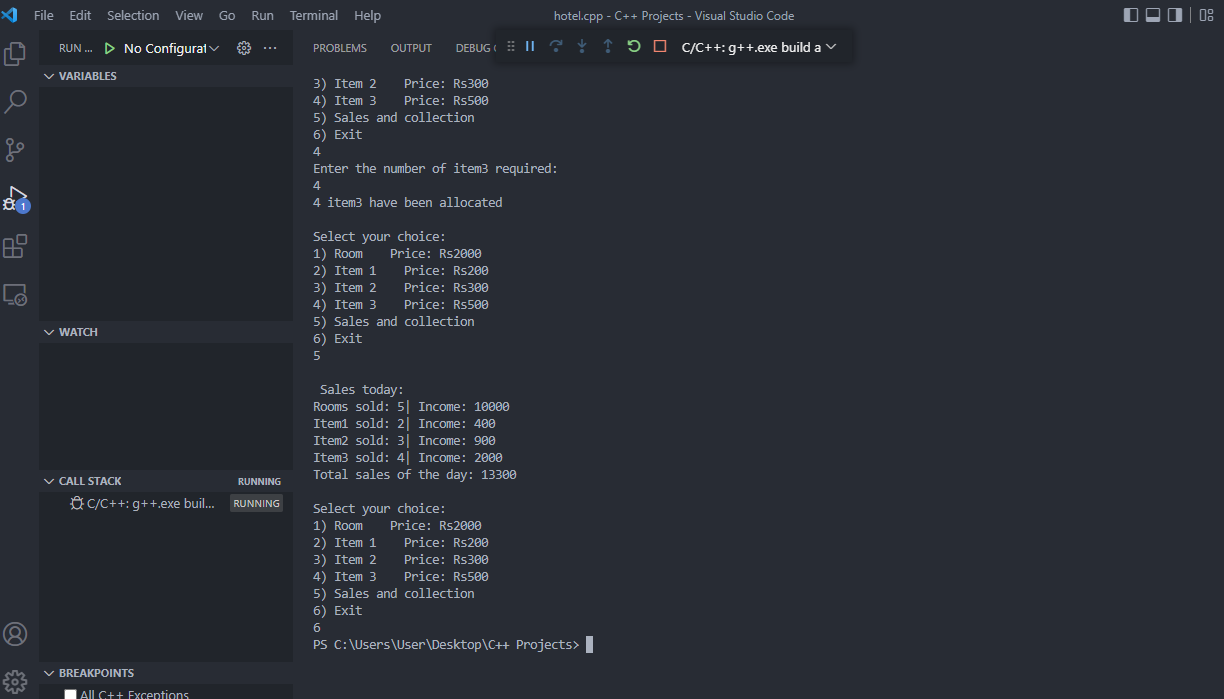 File Edit Selection View Go Run Terminal Help hotel.cpp - C++ Projects - Visual Studio Code
RUN ... No Configurat PROBLEMS OUTPUT DEBUG C/C++: g++.exe build a
VARIABLES
3) Item 2    Price: Rs300
4) Item 3    Price: Rs500
5) Sales and collection
6) Exit
4
Enter the number of item3 required:
4
4 item3 have been allocated
Select your choice:
1) Room    Price: Rs2000
2) Item 1    Price: Rs200
3) Item 2    Price: Rs300
4) Item 3    Price: Rs500
5) Sales and collection
6) Exit
5
Sales today:
Rooms sold: 5| Income: 10000
Item1 sold: 2| Income: 400
Item2 sold: 3| Income: 900
Item3 sold: 4| Income: 2000
Total sales of the day: 13300
Select your choice:
1) Room    Price: Rs2000
2) Item 1    Price: Rs200
3) Item 2    Price: Rs300
4) Item 3    Price: Rs500
5) Sales and collection
6) Exit
6
PS C:\Users\User\Desktop\C++ Projects>
1
WATCH
CALL STACK RUNNING
C/C++: g++.exe buil... RUNNING
BREAKPOINTS
All C++ Exceptions